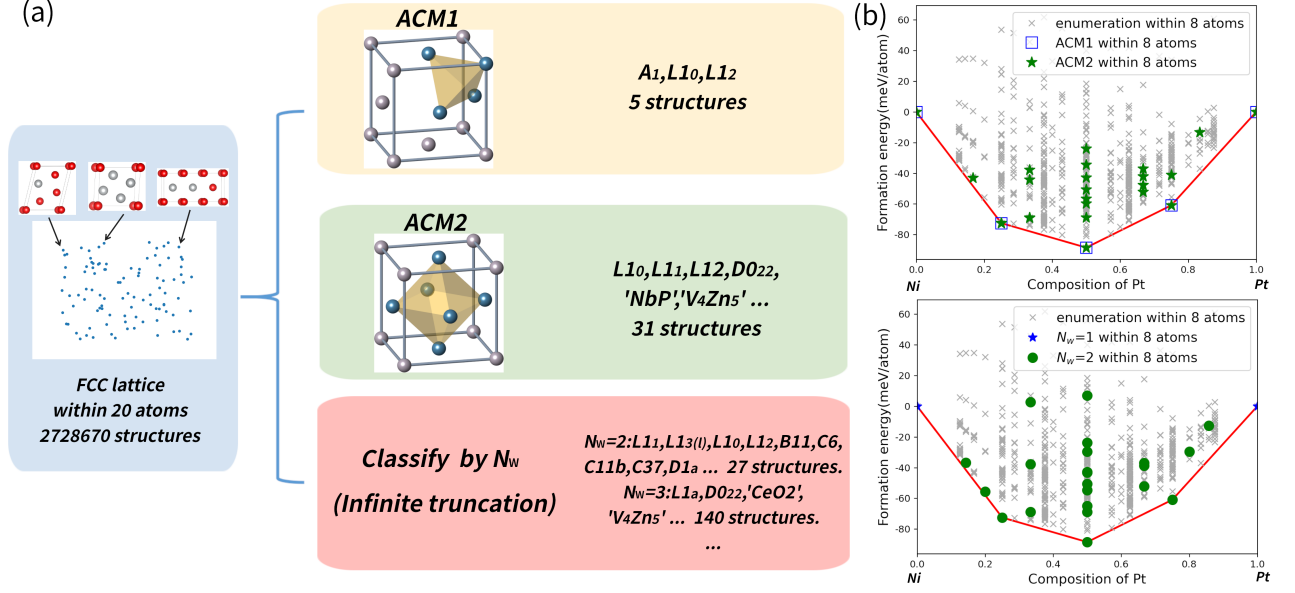 (a)
FCC lattice
within 20 atoms
2728670 structures
ACM1
A1,L10,L12
5 structures
ACM2
L10,L11,L12,D022,
'NbP','V4Zn5' ...
31 structures
Classify by NW
(Infinite truncation)
NW=2:L11,L13(l),L10,L12,B11,C6,
C11b,C37,D1a ... 27 structures.
NW=3:L1a,D022,'CeO2',
'V4Zn5' ... 140 structures.
...
(b)
enumeration within 8 atoms
ACM1 within 8 atoms
ACM2 within 8 atoms
Formation energy(meV/atom)
60
40
20
0
-20
-40
-60
-80
0.0 0.2 0.4 0.6 0.8 1.0
Ni Composition of Pt Pt
enumeration within 8 atoms
Nw=1 within 8 atoms
Nw=2 within 8 atoms
Formation energy(meV/atom)
60
40
20
0
-20
-40
-60
-80
0.0 0.2 0.4 0.6 0.8 1.0
Ni Composition of Pt Pt